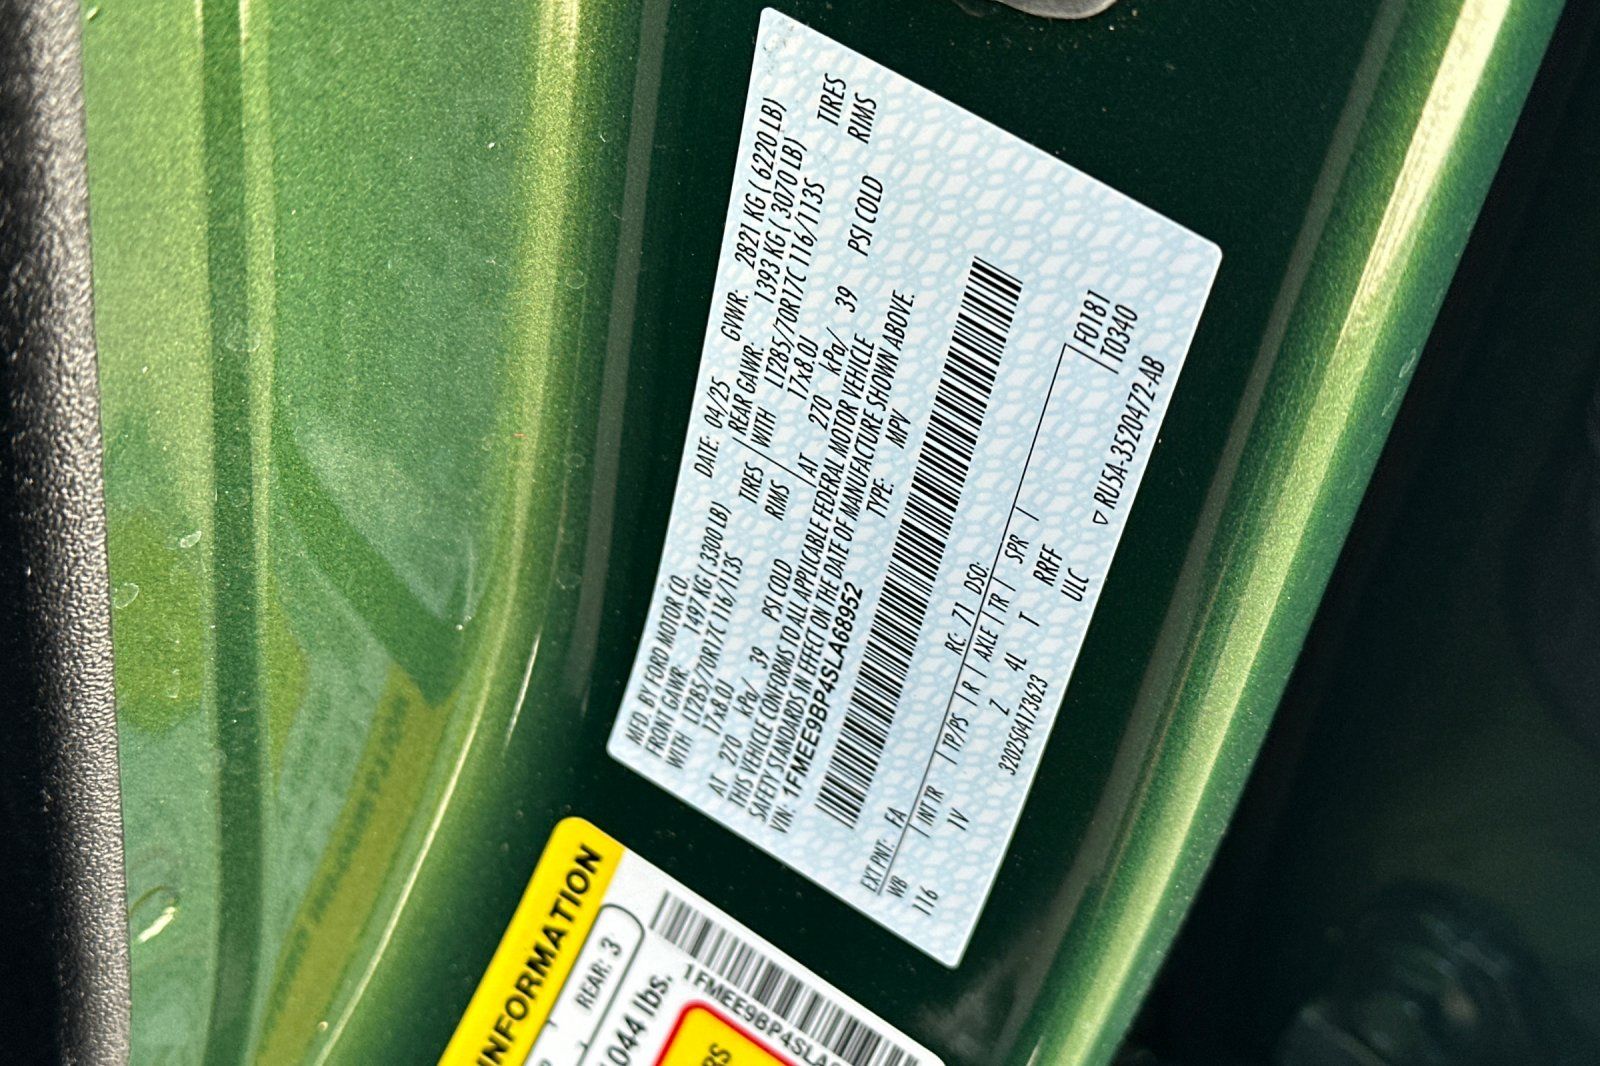 MFD. BY FORD MOTOR CO. DATE: 04/25 GVWR: 2821 KG ( 6220 LB)
FRONT GAWR: 1497 KG ( 3300 LB) REAR GAWR: 1393 KG ( 3070 LB)
WITH LT285/70R17C 116/113S TIRES WITH LT285/70R17C 116/113S TIRES
17x8.0J RIMS 17x8.0J RIMS
AT 270 kPa/ 39 PSI COLD AT 270 kPa/ 39 PSI COLD
THIS VEHICLE CONFORMS TO ALL APPLICABLE FEDERAL MOTOR VEHICLE
SAFETY STANDARDS IN EFFECT ON THE DATE OF MANUFACTURE SHOWN ABOVE.
VIN: 1FMEE9BP4SLA68952 TYPE: MPV
EXT PNT: FA RC: 71 DSO:
WB INT TR TP/PS R AXLE TR SPR F0181
116 IV Z 4L T RRFF T0340
3202504173623 ULC ▽ RU5A-3520472-AB
INFORMATION
REAR: 3
044 lbs.
1FMEE9BP4SLA